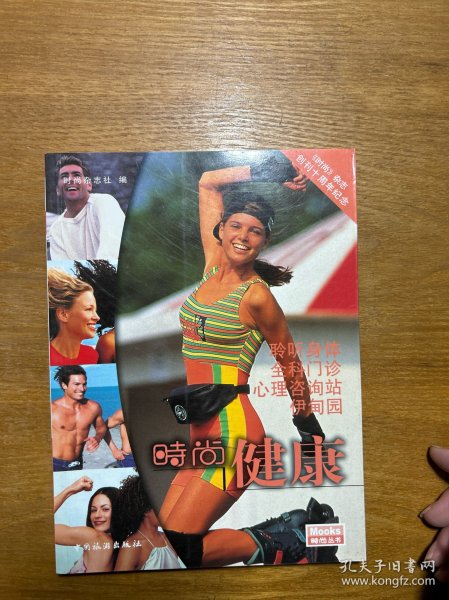 时尚杂志社 编
《时尚》杂志
创刊十周年纪念
聆听身体
全科门诊
心理咨询站
伊甸园
時尚健康
中国旅游出版社
Mooks
時尚丛书
孔夫子旧书网
www.kongfz.com